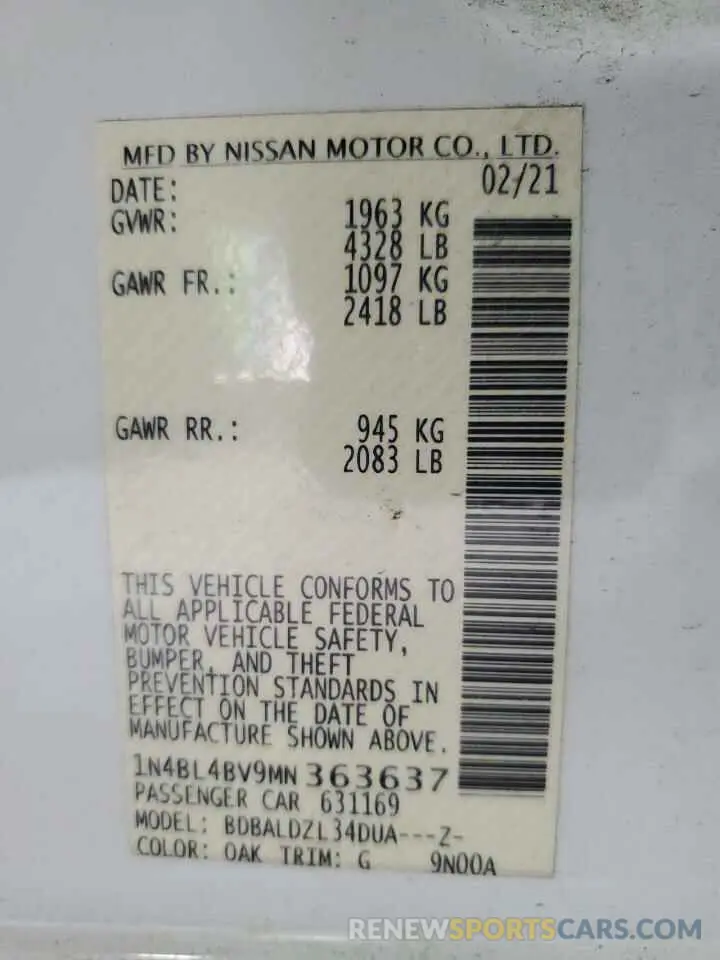 MFD BY NISSAN MOTOR CO., LTD.
DATE: 02/21
GVWR: 1963 KG
4328 LB
GAWR FR.: 1097 KG
2418 LB
GAWR RR.: 945 KG
2083 LB
THIS VEHICLE CONFORMS TO
ALL APPLICABLE FEDERAL
MOTOR VEHICLE SAFETY,
BUMPER, AND THEFT
PREVENTION STANDARDS IN
EFFECT ON THE DATE OF
MANUFACTURE SHOWN ABOVE.
1N4BL4BV9MN363637
PASSENGER CAR 631169
MODEL: BDBALDZL34DUA---Z-
COLOR: QAK TRIM: G 9N00A
RENEWSPORTSCARS.COM